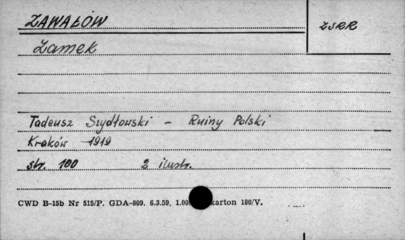 ZAWAŁÓW
ZSRR
Zamek
Tadeusz Szydłowski - Ruiny Polski
Kraków 1919
str. 180 2 ilustr.
CWD B-15b Nr 515/P. GDA-809. 6.3.59. 1.00 karton 180/V.